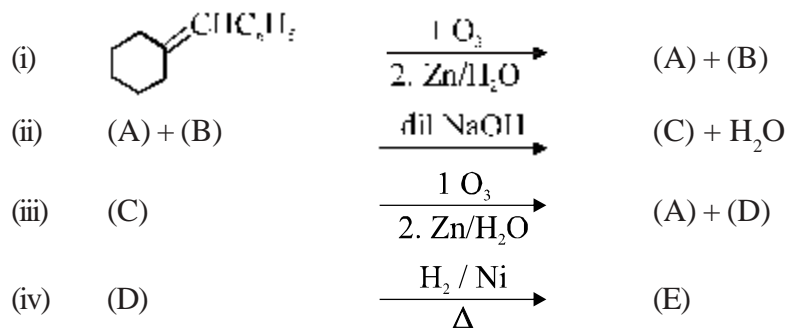 CHC₆H₅
(i) 1 O₃ (A) + (B)
2. Zn/H₂O
(ii) (A) + (B) dil NaOH (C) + H₂O
(iii) (C) 1 O₃ (A) + (D)
2. Zn/H₂O
(iv) (D) H₂ / Ni (E)
Δ